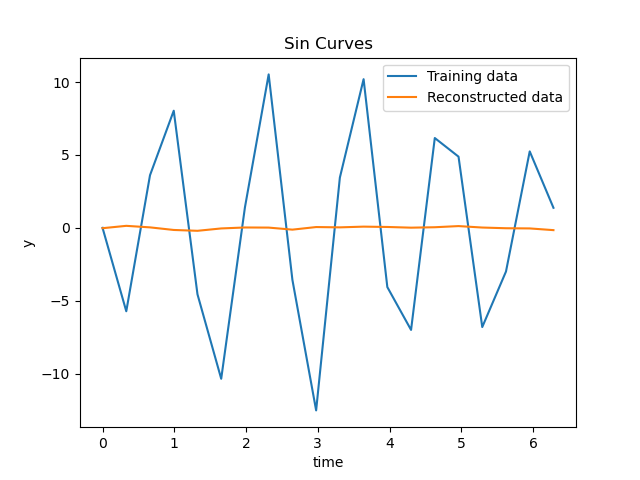 Sin Curves
Training data
Reconstructed data
10
5
0
−5
−10
y
0 1 2 3 4 5 6
time